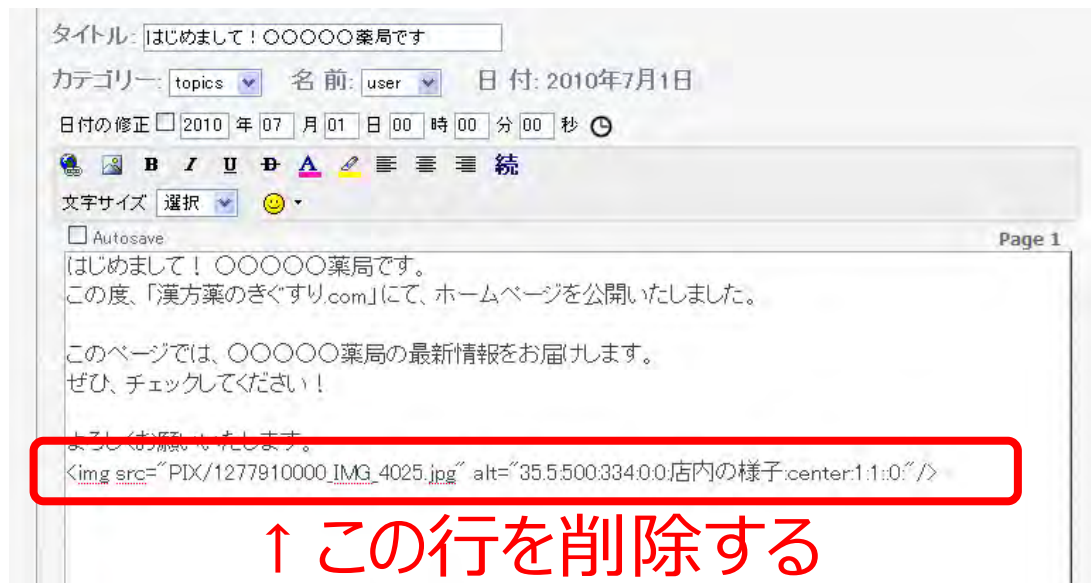 タイトル: はじめまして！〇〇〇〇〇薬局です
カテゴリー: topics 名 前: user 日 付: 2010年7月1日
日付の修正 2010 年 07 月 01 日 00 時 00 分 00 秒
B I U D A 続
文字サイズ 選択
Autosave Page 1
はじめまして！ 〇〇〇〇〇薬局です。
この度、「漢方薬のきぐすり.com」にて、ホームページを公開いたしました。
このページでは、〇〇〇〇〇薬局の最新情報をお届けします。
ぜひ、チェックしてください！
よろしくお願いいたします。
<img src="PIX/1277910000_IMG_4025.jpg" alt="35.5:500:334:0:0:店内の様子:center:1:1::0:"/>
↑この行を削除する